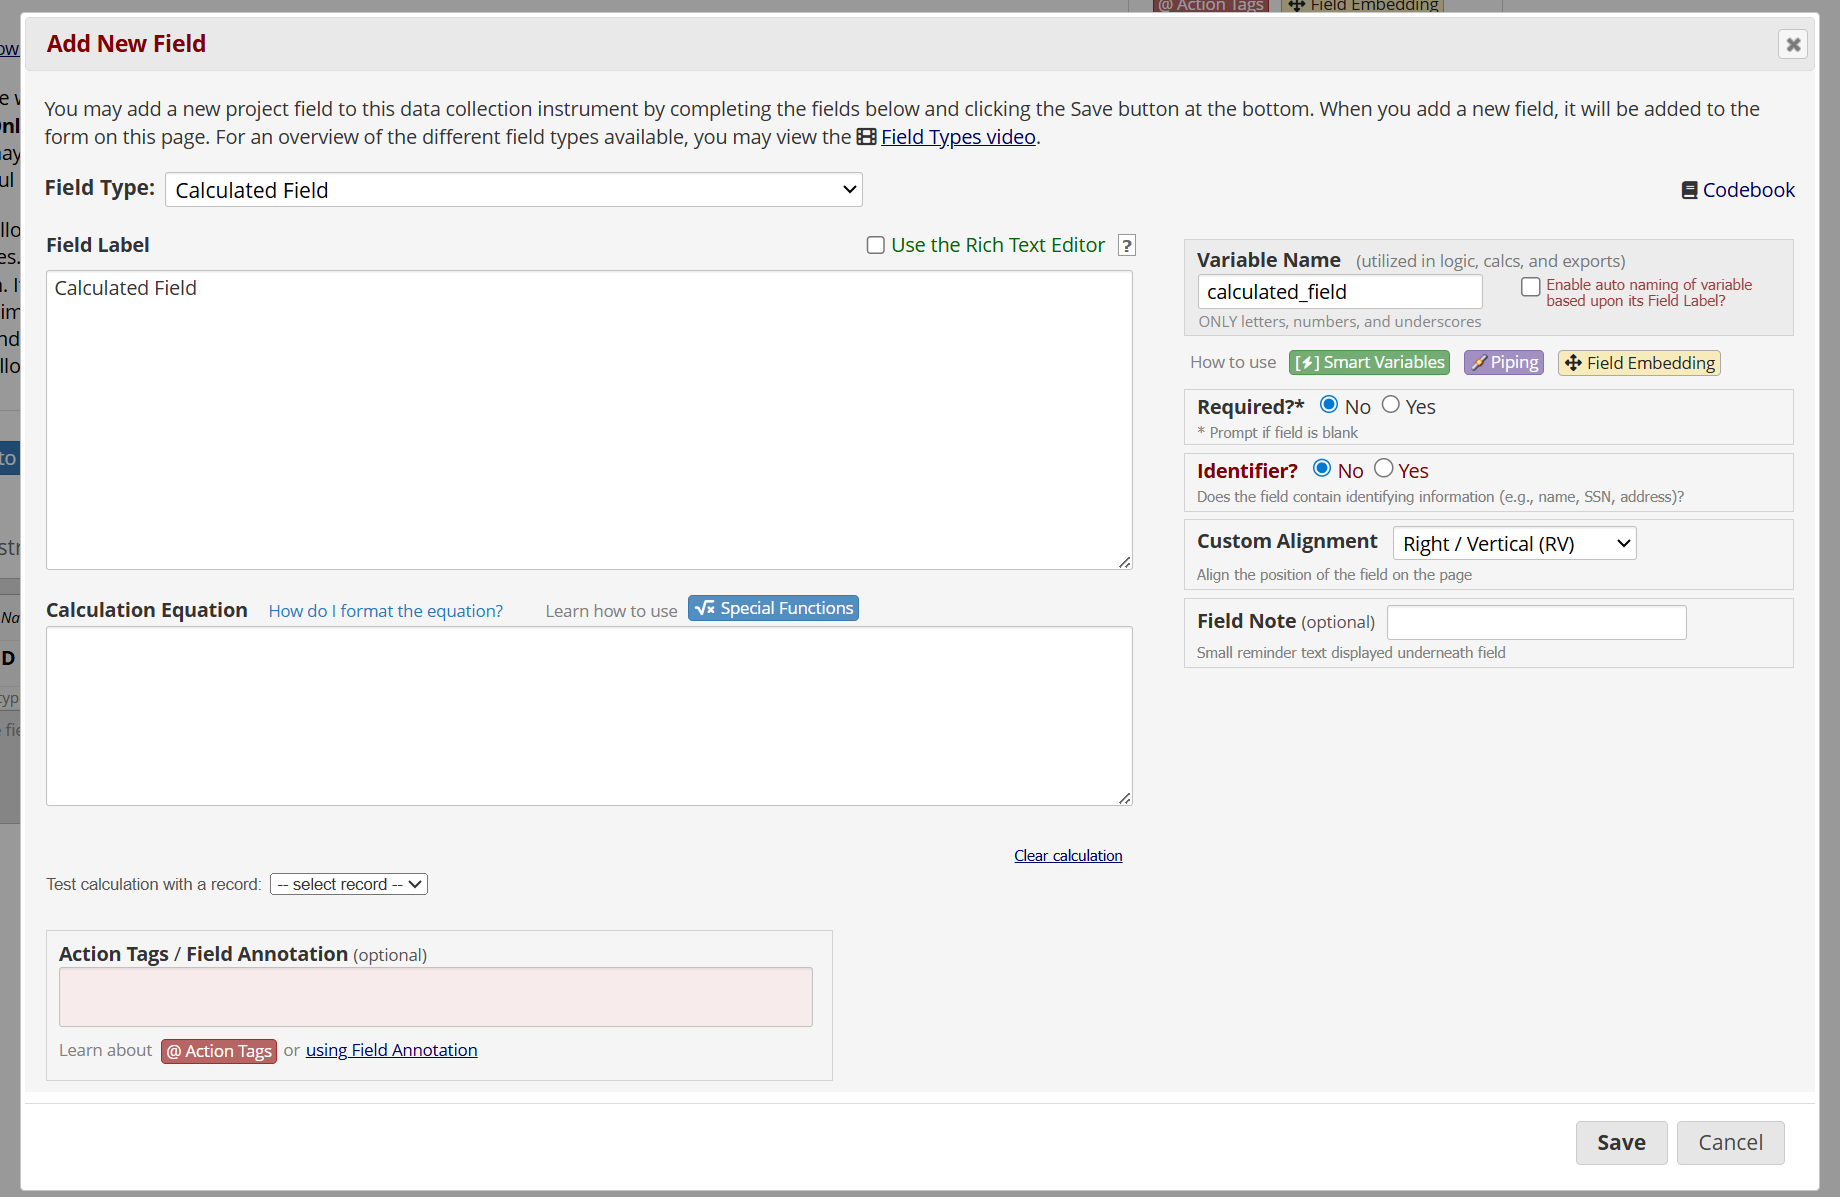 @ Action Tags Field Embedding
Add New Field
You may add a new project field to this data collection instrument by completing the fields below and clicking the Save button at the bottom. When you add a new field, it will be added to the
form on this page. For an overview of the different field types available, you may view the Field Types video.
Field Type: Calculated Field
Codebook
Field Label
Use the Rich Text Editor ?
Calculated Field
Variable Name (utilized in logic, calcs, and exports)
calculated_field
Enable auto naming of variable
based upon its Field Label?
ONLY letters, numbers, and underscores
How to use [⚡] Smart Variables Piping Field Embedding
Required?* No Yes
* Prompt if field is blank
Identifier? No Yes
Does the field contain identifying information (e.g., name, SSN, address)?
Custom Alignment Right / Vertical (RV)
Align the position of the field on the page
Field Note (optional)
Small reminder text displayed underneath field
Calculation Equation How do I format the equation? Learn how to use √x Special Functions
Clear calculation
Test calculation with a record: -- select record --
Action Tags / Field Annotation (optional)
Learn about @ Action Tags or using Field Annotation
Save Cancel